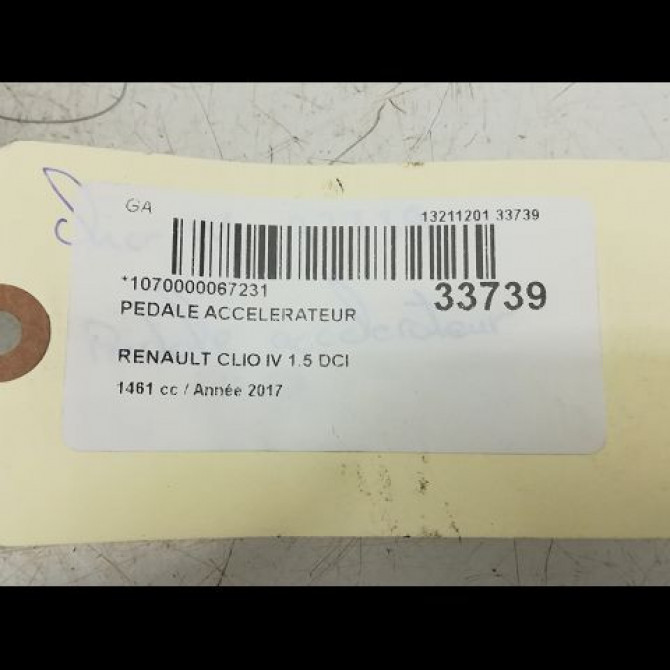 GA
13211201 33739
*1070000067231
33739
PEDALE ACCELERATEUR
RENAULT CLIO IV 1.5 DCI
1461 cc / Année 2017